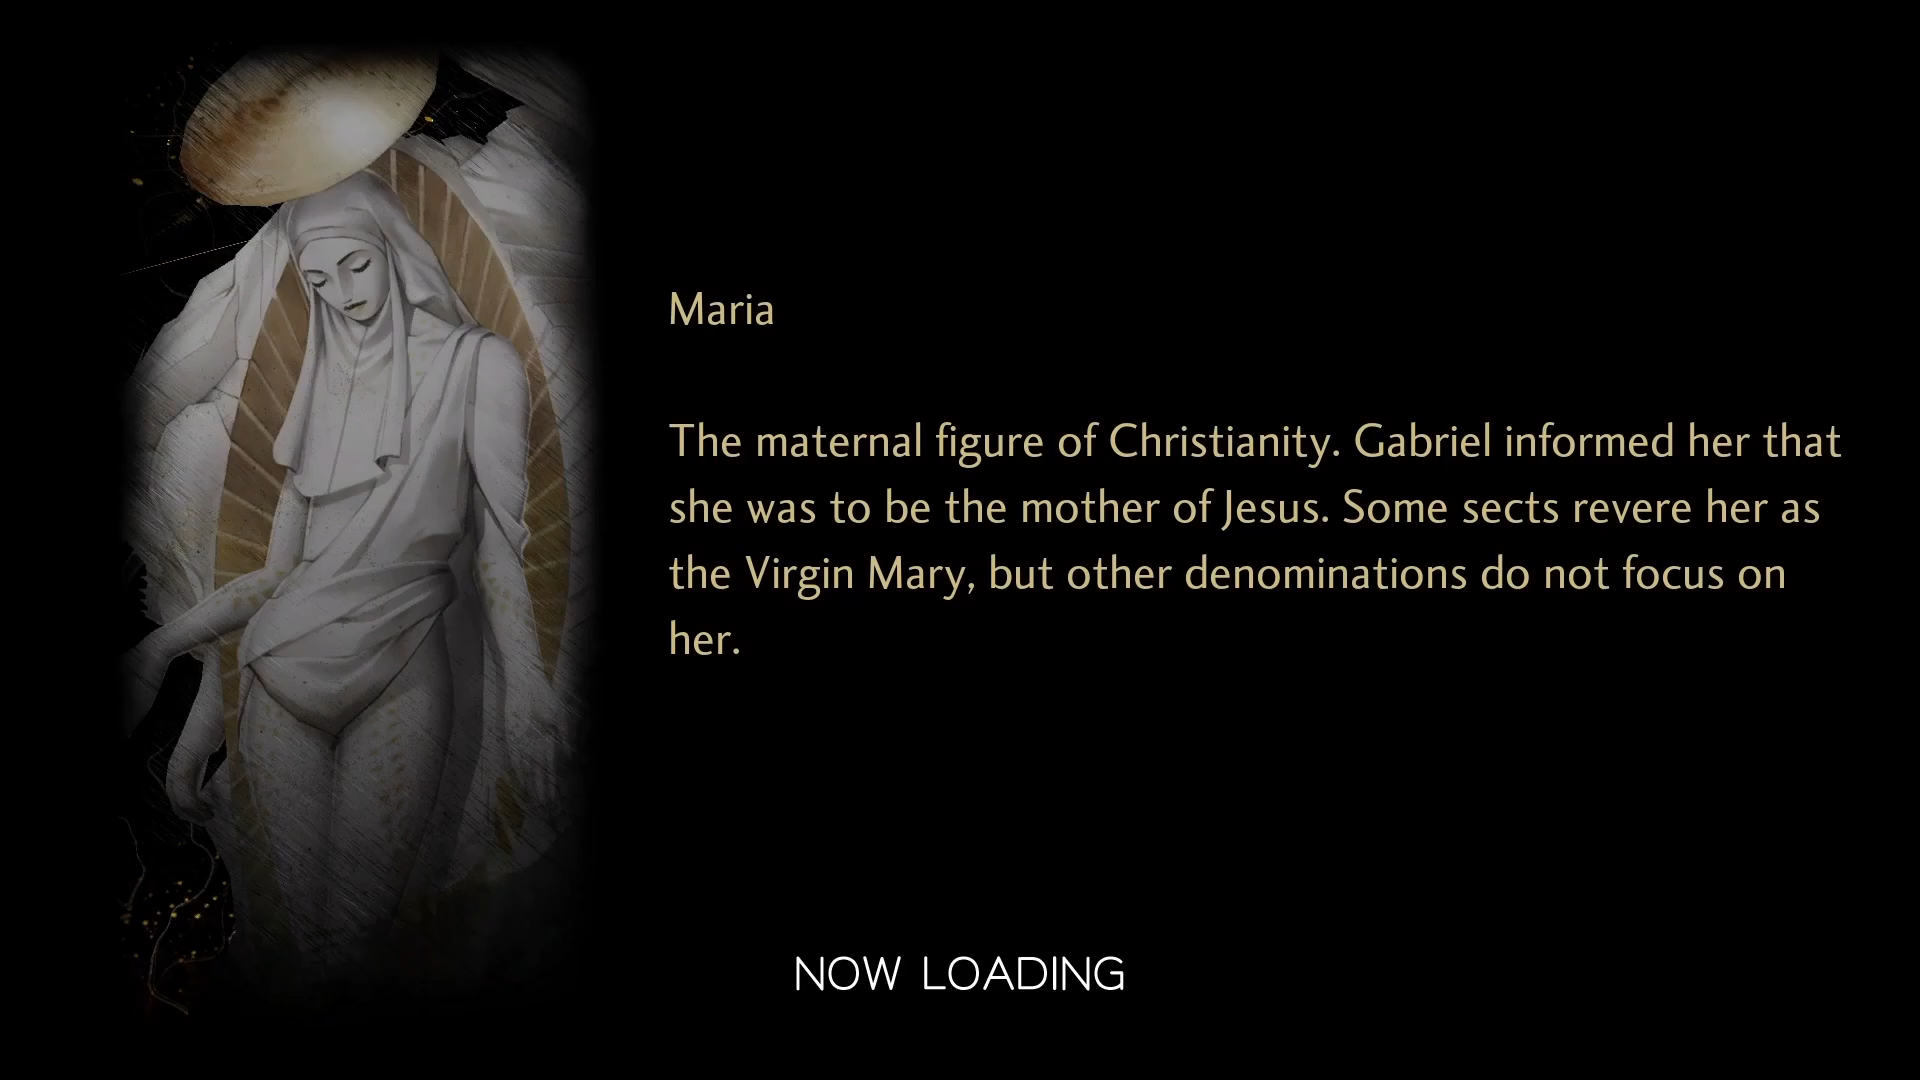 Maria
The maternal figure of Christianity. Gabriel informed her that
she was to be the mother of Jesus. Some sects revere her as
the Virgin Mary, but other denominations do not focus on
her.
NOW LOADING